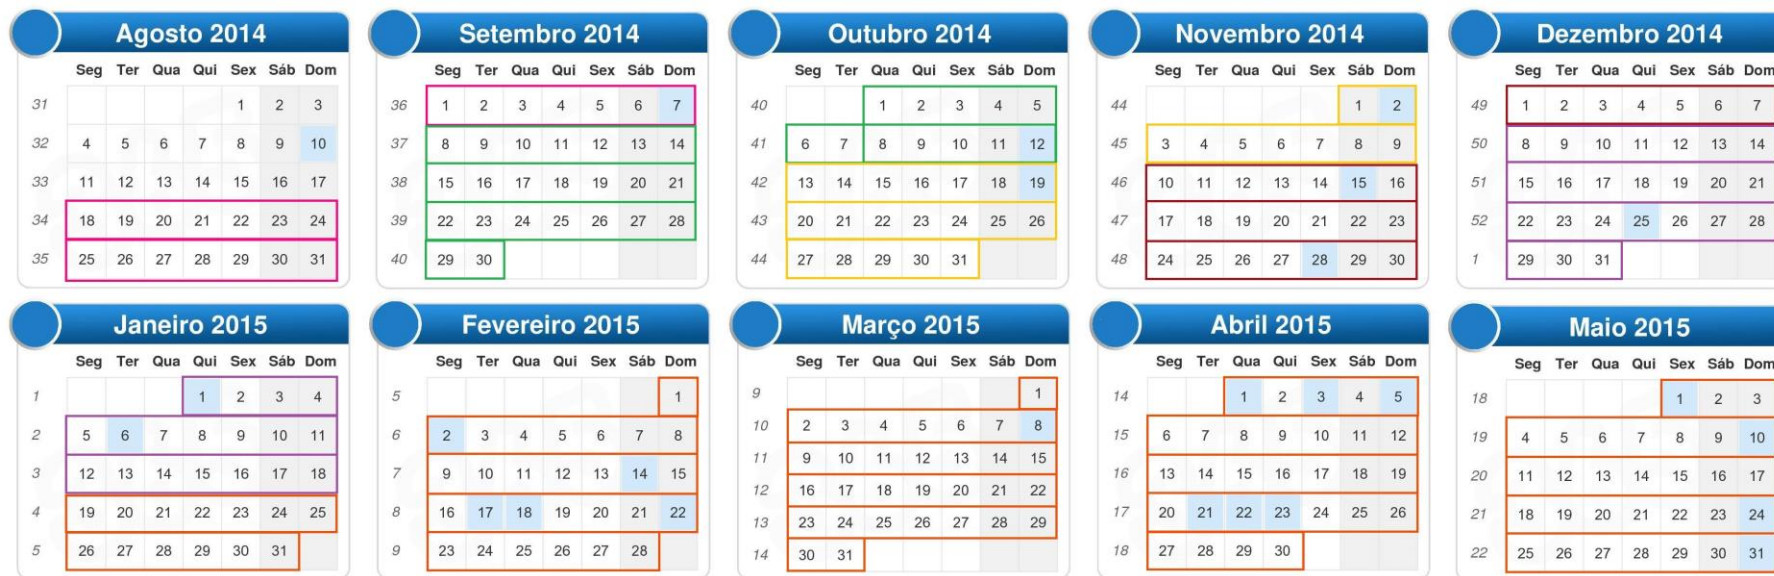 Agosto 2014
Seg Ter Qua Qui Sex Sáb Dom
31 1 2 3
32 4 5 6 7 8 9 10
33 11 12 13 14 15 16 17
34 18 19 20 21 22 23 24
35 25 26 27 28 29 30 31
Setembro 2014
Seg Ter Qua Qui Sex Sáb Dom
36 1 2 3 4 5 6 7
37 8 9 10 11 12 13 14
38 15 16 17 18 19 20 21
39 22 23 24 25 26 27 28
40 29 30
Outubro 2014
Seg Ter Qua Qui Sex Sáb Dom
40 1 2 3 4 5
41 6 7 8 9 10 11 12
42 13 14 15 16 17 18 19
43 20 21 22 23 24 25 26
44 27 28 29 30 31
Novembro 2014
Seg Ter Qua Qui Sex Sáb Dom
44 1 2
45 3 4 5 6 7 8 9
46 10 11 12 13 14 15 16
47 17 18 19 20 21 22 23
48 24 25 26 27 28 29 30
Dezembro 2014
Seg Ter Qua Qui Sex Sáb Dom
49 1 2 3 4 5 6 7
50 8 9 10 11 12 13 14
51 15 16 17 18 19 20 21
52 22 23 24 25 26 27 28
1 29 30 31
Janeiro 2015
Seg Ter Qua Qui Sex Sáb Dom
1 1 2 3 4
2 5 6 7 8 9 10 11
3 12 13 14 15 16 17 18
4 19 20 21 22 23 24 25
5 26 27 28 29 30 31
Fevereiro 2015
Seg Ter Qua Qui Sex Sáb Dom
5 1
6 2 3 4 5 6 7 8
7 9 10 11 12 13 14 15
8 16 17 18 19 20 21 22
9 23 24 25 26 27 28
Março 2015
Seg Ter Qua Qui Sex Sáb Dom
9 1
10 2 3 4 5 6 7 8
11 9 10 11 12 13 14 15
12 16 17 18 19 20 21 22
13 23 24 25 26 27 28 29
14 30 31
Abril 2015
Seg Ter Qua Qui Sex Sáb Dom
14 1 2 3 4 5
15 6 7 8 9 10 11 12
16 13 14 15 16 17 18 19
17 20 21 22 23 24 25 26
18 27 28 29 30
Maio 2015
Seg Ter Qua Qui Sex Sáb Dom
18 1 2 3
19 4 5 6 7 8 9 10
20 11 12 13 14 15 16 17
21 18 19 20 21 22 23 24
22 25 26 27 28 29 30 31